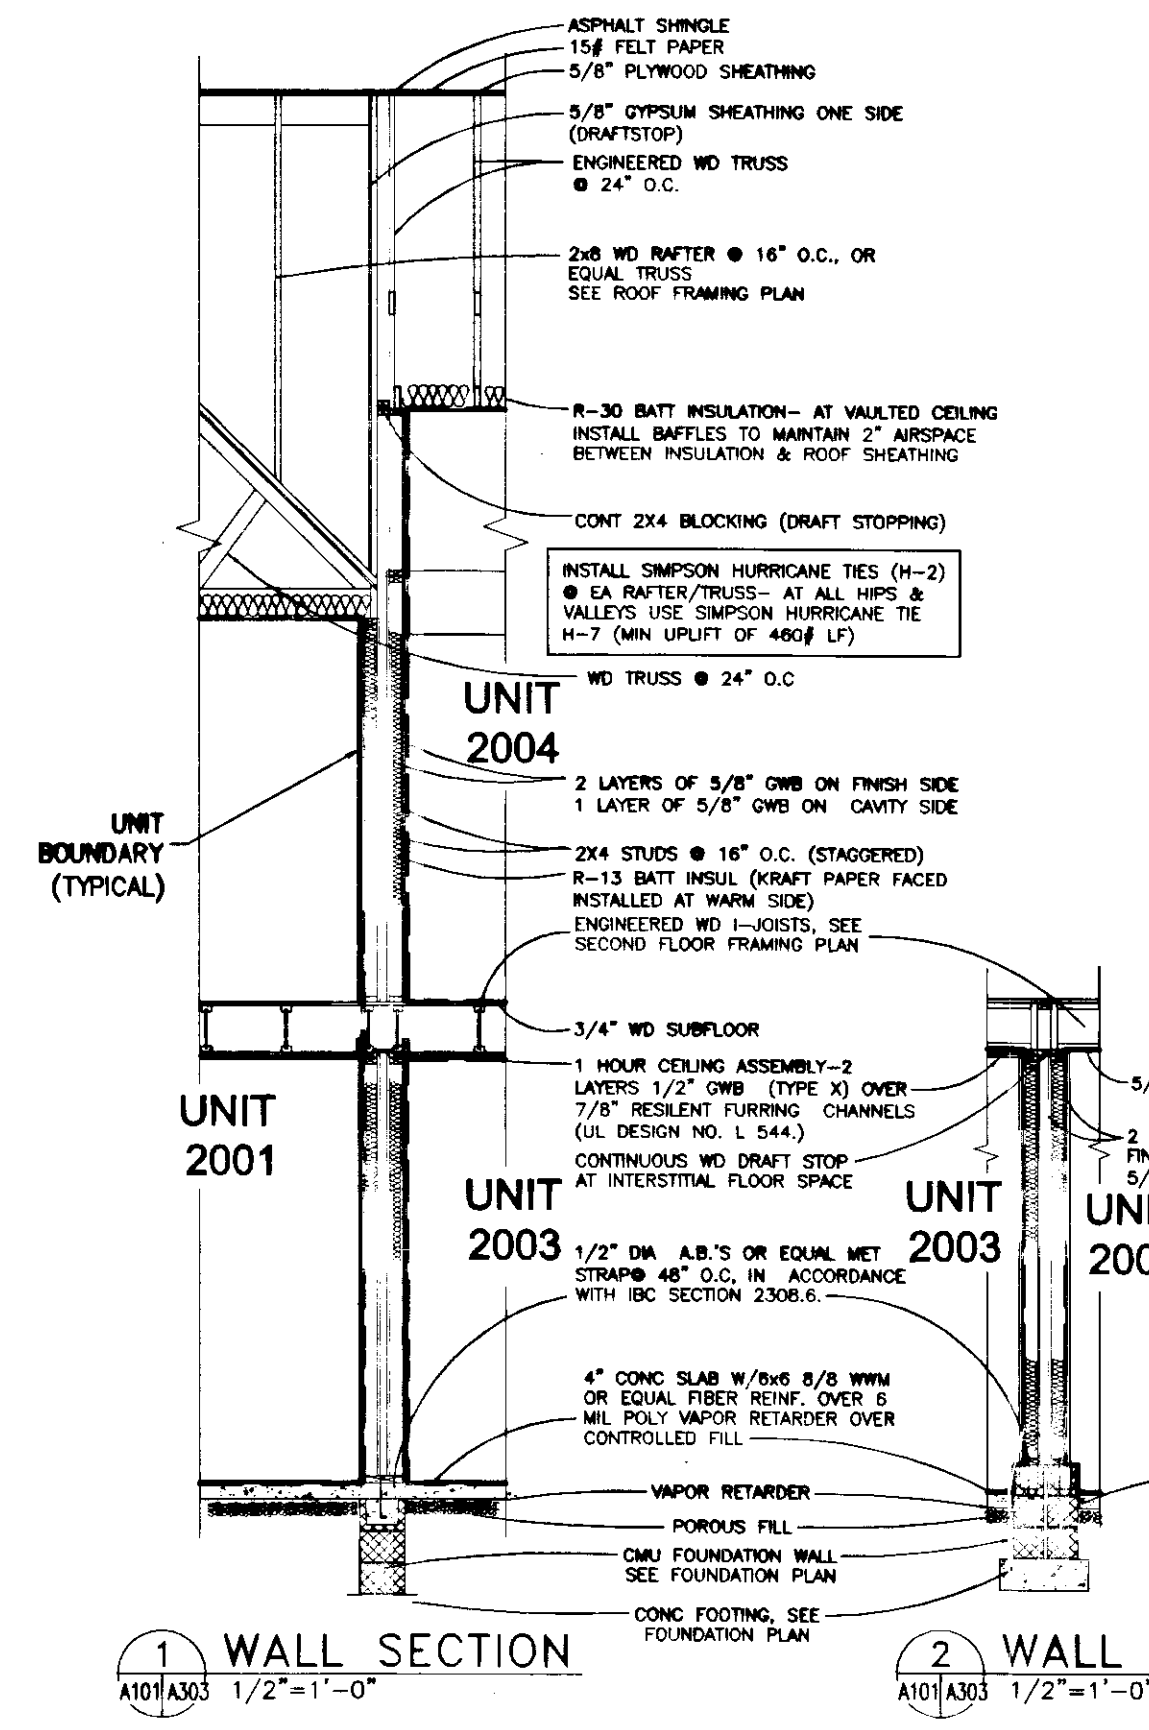 ASPHALT SHINGLE
15# FELT PAPER
5/8" PLYWOOD SHEATHING
5/8" GYPSUM SHEATHING ONE SIDE
(DRAFTSTOP)
ENGINEERED WD TRUSS
@ 24" O.C.
2x8 WD RAFTER @ 16" O.C., OR
EQUAL TRUSS
SEE ROOF FRAMING PLAN
R-30 BATT INSULATION- AT VAULTED CEILING
INSTALL BAFFLES TO MAINTAIN 2" AIRSPACE
BETWEEN INSULATION & ROOF SHEATHING
CONT 2X4 BLOCKING (DRAFT STOPPING)
INSTALL SIMPSON HURRICANE TIES (H-2)
@ EA RAFTER/TRUSS- AT ALL HIPS &
VALLEYS USE SIMPSON HURRICANE TIE
H-7 (MIN UPLIFT OF 460# LF)
WD TRUSS @ 24" O.C
UNIT
2004
2 LAYERS OF 5/8" GWB ON FINISH SIDE
1 LAYER OF 5/8" GWB ON CAVITY SIDE
UNIT
BOUNDARY
(TYPICAL)
2X4 STUDS @ 16" O.C. (STAGGERED)
R-13 BATT INSUL (KRAFT PAPER FACED
INSTALLED AT WARM SIDE)
ENGINEERED WD I-JOISTS, SEE
SECOND FLOOR FRAMING PLAN
3/4" WD SUBFLOOR
1 HOUR CEILING ASSEMBLY-2
LAYERS 1/2" GWB (TYPE X) OVER
7/8" RESILENT FURRING CHANNELS
(UL DESIGN NO. L 544.)
CONTINUOUS WD DRAFT STOP
AT INTERSTITIAL FLOOR SPACE
UNIT
2001
UNIT
2003
1/2" DIA A.B.'S OR EQUAL MET
STRAP@ 48" O.C, IN ACCORDANCE
WITH IBC SECTION 2308.6.
4" CONC SLAB W/6x6 8/8 WWM
OR EQUAL FIBER REINF. OVER 6
MIL POLY VAPOR RETARDER OVER
CONTROLLED FILL
VAPOR RETARDER
POROUS FILL
CMU FOUNDATION WALL
SEE FOUNDATION PLAN
CONC FOOTING, SEE
FOUNDATION PLAN
1 WALL SECTION
A101 A303 1/2"=1'-0"
5/
2
FIN
5/
UNIT
2003
UNI
200
2 WALL
A101 A303 1/2"=1'-0"